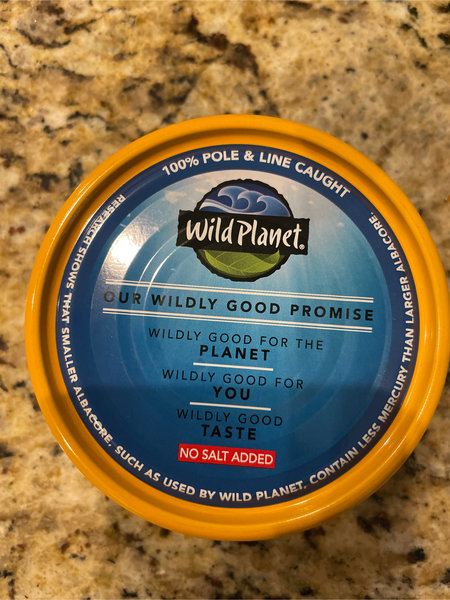 100% POLE & LINE CAUGHT
Wild Planet®
OUR WILDLY GOOD PROMISE
WILDLY GOOD FOR THE
PLANET
WILDLY GOOD FOR
YOU
WILDLY GOOD
TASTE
NO SALT ADDED
RESEARCH SHOWS THAT SMALLER ALBACORE, SUCH AS USED BY WILD PLANET, CONTAIN LESS MERCURY THAN LARGER ALBACORE.